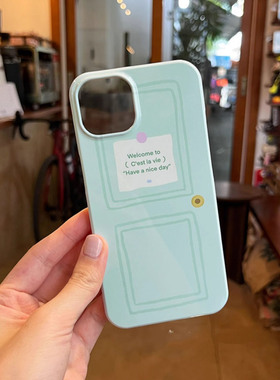 Welcome to
( C'est la vie )
"Have a nice day"